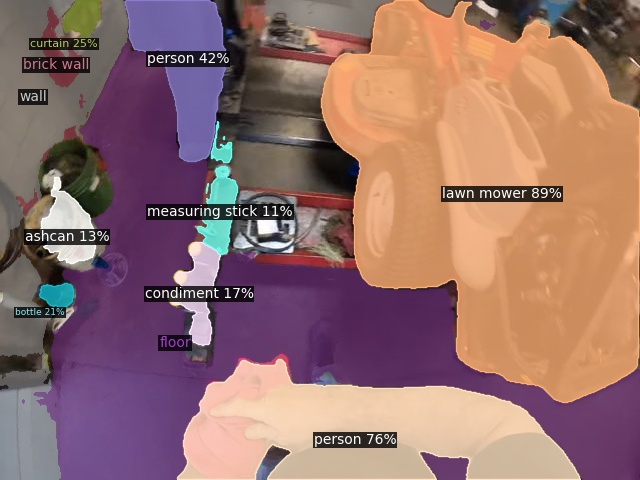 curtain 25%
person 42%
brick wall
wall
lawn mower 89%
measuring stick 11%
ashcan 13%
condiment 17%
bottle 21%
floor
person 76%